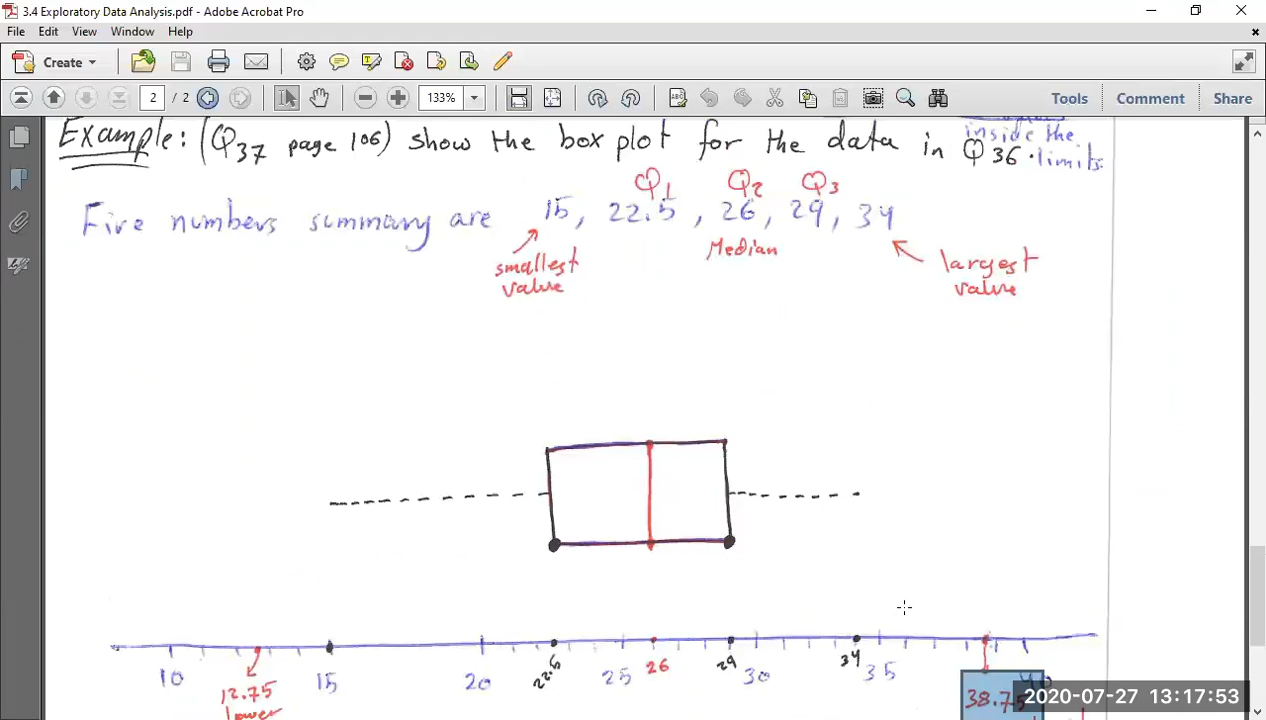 3.4 Exploratory Data Analysis.pdf - Adobe Acrobat Pro
File Edit View Window Help
Create
2 / 2 133% Tools Comment Share
inside the
Example: (Q37 page 106) show the box plot for the data in Q 36. limits
Q1 Q2 Q3
Five numbers summary are 15, 22.5, 26, 29, 34
Median
smallest value
largest value
10 15 20 22.5 25 26 29 30 34 35
12.75
lower
38.75
2020-07-27 13:17:53